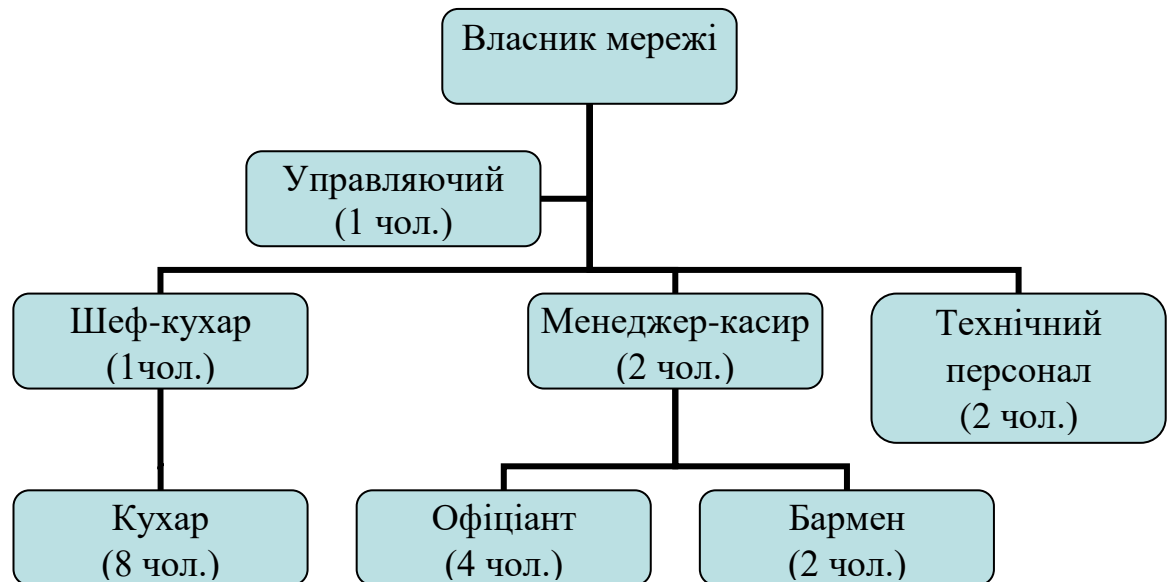 Власник мережі
Управляючий
(1 чол.)
Шеф-кухар
(1чол.)
Менеджер-касир
(2 чол.)
Технічний
персонал
(2 чол.)
Кухар
(8 чол.)
Офіціант
(4 чол.)
Бармен
(2 чол.)